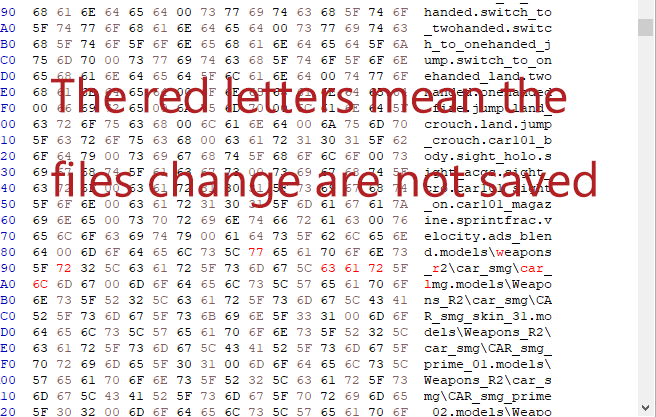 90 68 61 6E 64 65 64 00 73 77 69 74 63 68 5F 74 6F handed.switch_to
A0 5F 74 77 6F 68 61 6E 64 65 64 00 73 77 69 74 63 _twohanded.switc
B0 68 5F 74 6F 5F 6F 6E 65 68 61 6E 64 65 64 5F 6A h_to_onehanded_j
C0 75 6D 70 00 73 77 69 74 63 68 5F 74 6F 5F 6F 6E ump.switch_to_on
D0 65 68 61 6E 64 65 64 5F 6C 61 6E 64 00 74 77 6F ehanded_land.two
The red letters mean the
E0
F0
00 63 72 6F 75 63 68 00 6C 61 6E 64 00 6A 75 6D 70 crouch.land.jump
10 5F 63 72 6F 75 63 68 00 63 61 72 31 30 31 5F 62 _crouch.car101_b
20 6F 64 79 00 73 69 67 68 74 5F 68 6F 6C 6F 00 73 ody.sight_holo.s
files change are not saved
30
40
50 5F 6F 6E 00 63 61 72 31 30 31 5F 6D 61 67 61 7A _on.car101_magaz
60 69 6E 65 00 73 70 72 69 6E 74 66 72 61 63 00 76 ine.sprintfrac.v
70 65 6C 6F 63 69 74 79 00 61 64 73 5F 62 6C 65 6E elocity.ads_blen
80 64 00 6D 6F 64 65 6C 73 5C 77 65 61 70 6F 6E 73 d.models\weapons
90 5F 72 32 5C 63 61 72 5F 73 6D 67 5C 63 61 72 5F _r2\car_smg\car_
A0 6C 6D 67 00 6D 6F 64 65 6C 73 5C 57 65 61 70 6F lmg.models\Weapo
B0 6E 73 5F 52 32 5C 63 61 72 5F 73 6D 67 5C 43 41 ns_R2\car_smg\CA
C0 52 5F 73 6D 67 5F 73 6B 69 6E 5F 33 31 00 6D 6F R_smg_skin_31.mo
D0 64 65 6C 73 5C 57 65 61 70 6F 6E 73 5F 52 32 5C dels\Weapons_R2\
E0 63 61 72 5F 73 6D 67 5C 43 41 52 5F 73 6D 67 5F car_smg\CAR_smg_
F0 70 72 69 6D 65 5F 30 31 00 6D 6F 64 65 6C 73 5C prime_01.models\
00 57 65 61 70 6F 6E 73 5F 52 32 5C 63 61 72 5F 73 Weapons_R2\car_s
10 6D 67 5C 43 41 52 5F 73 6D 67 5F 70 72 69 6D 65 mg\CAR_smg_prime
20 5F 30 32 00 6D 6F 64 65 6C 73 5C 57 65 61 70 6F _02.models\Weapo